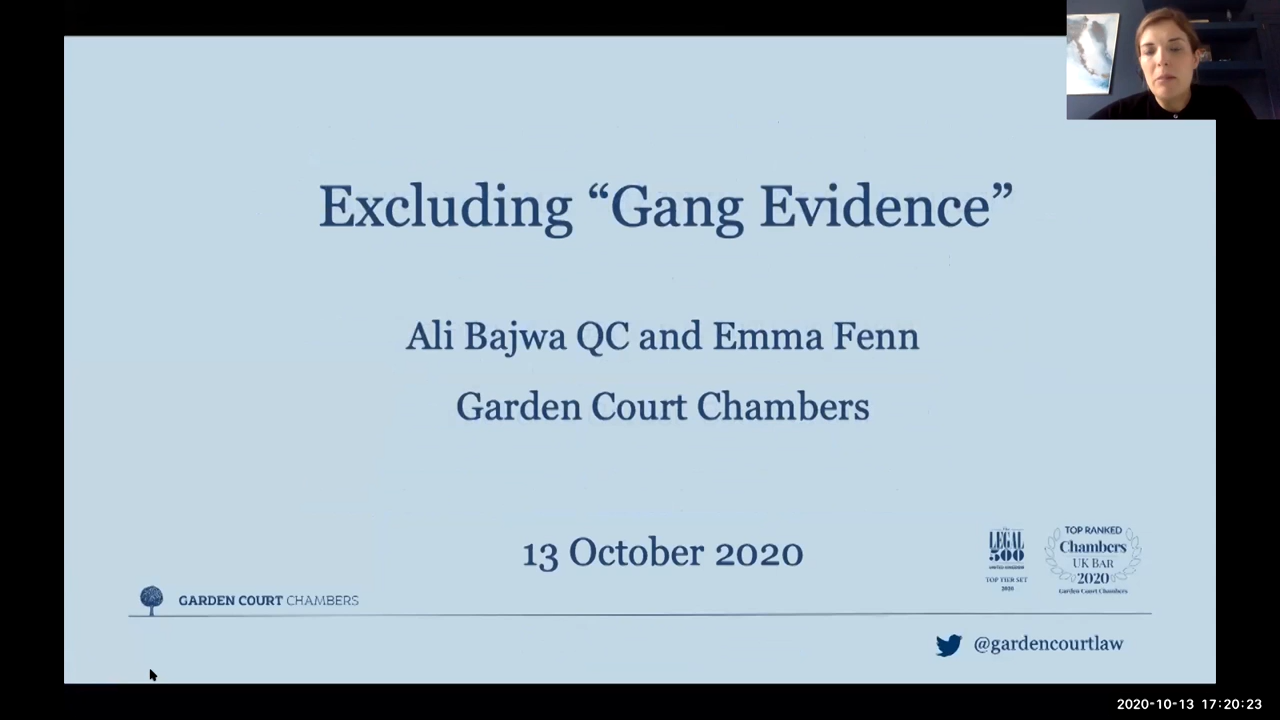 Excluding “Gang Evidence”
Ali Bajwa QC and Emma Fenn
Garden Court Chambers
13 October 2020
The
LEGAL
500
UNITED KINGDOM
TOP TIER SET
2020
TOP RANKED
Chambers
UK BAR
2020
Garden Court Chambers
GARDEN COURT CHAMBERS
@gardencourtlaw
2020-10-13 17:20:23